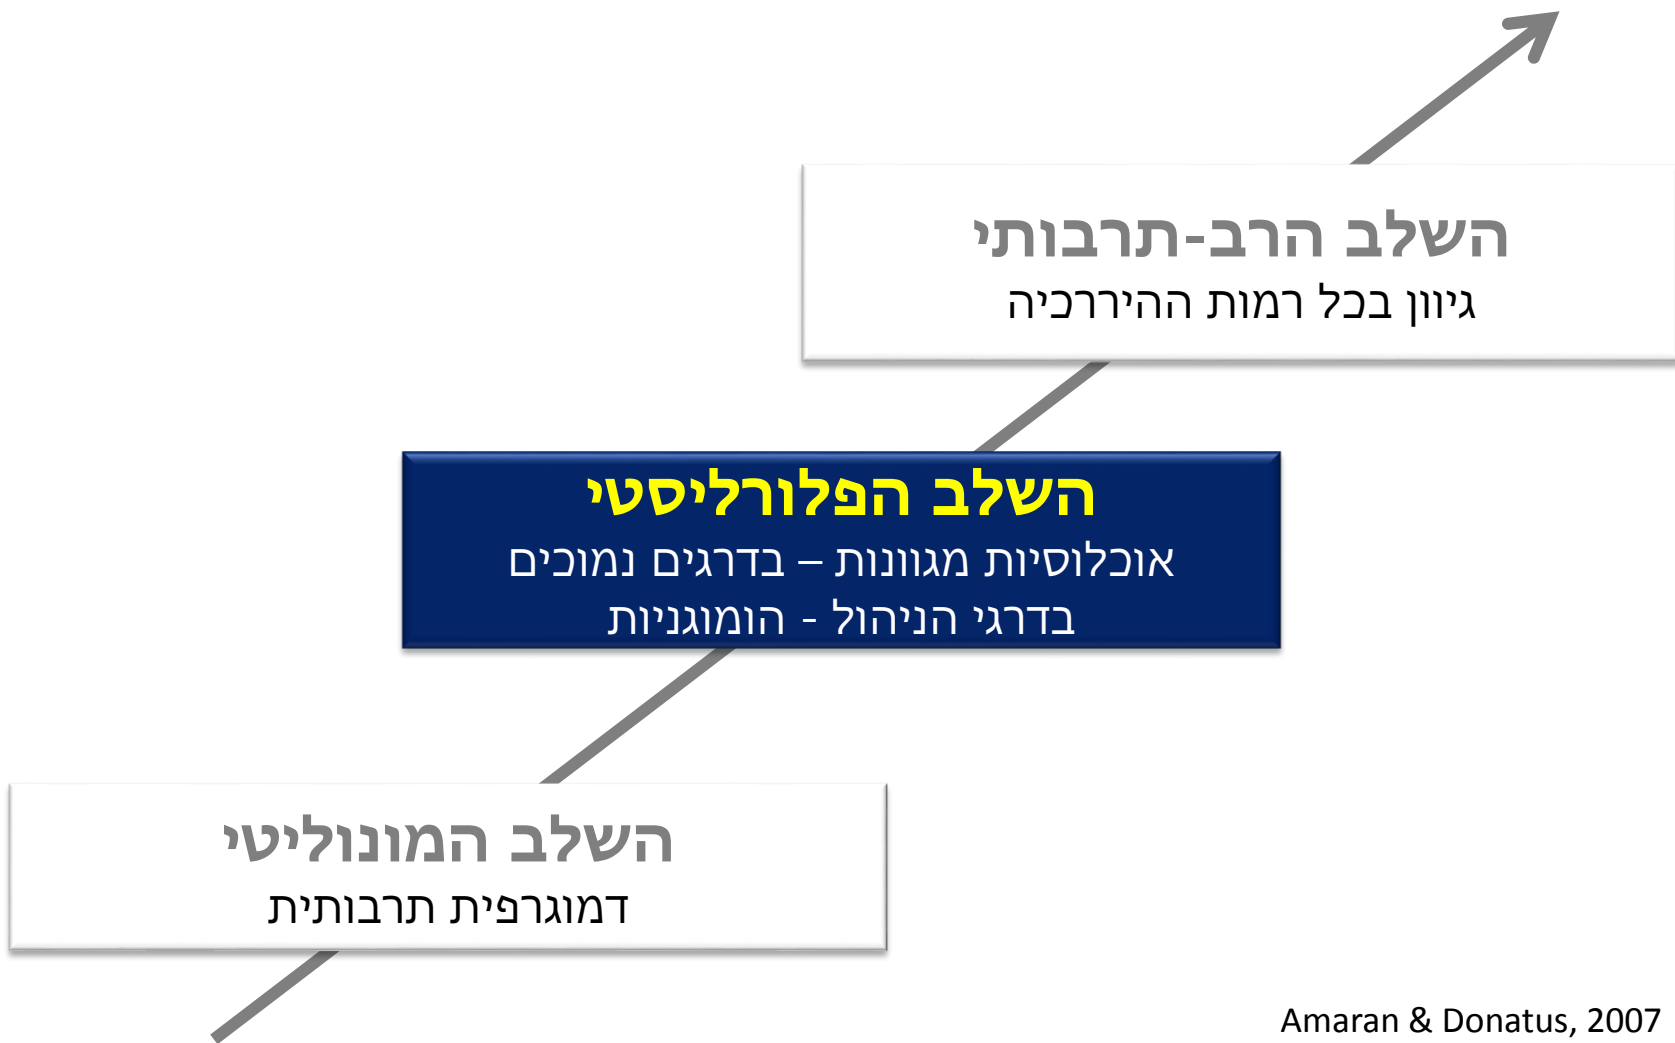 השלב הרב-תרבותי
גיוון בכל רמות ההיררכיה
השלב הפלורליסטי
אוכלוסיות מגוונות – בדרגים נמוכים
בדרגי הניהול - הומוגניות
השלב המונוליטי
דמוגרפית תרבותית
Amaran & Donatus, 2007